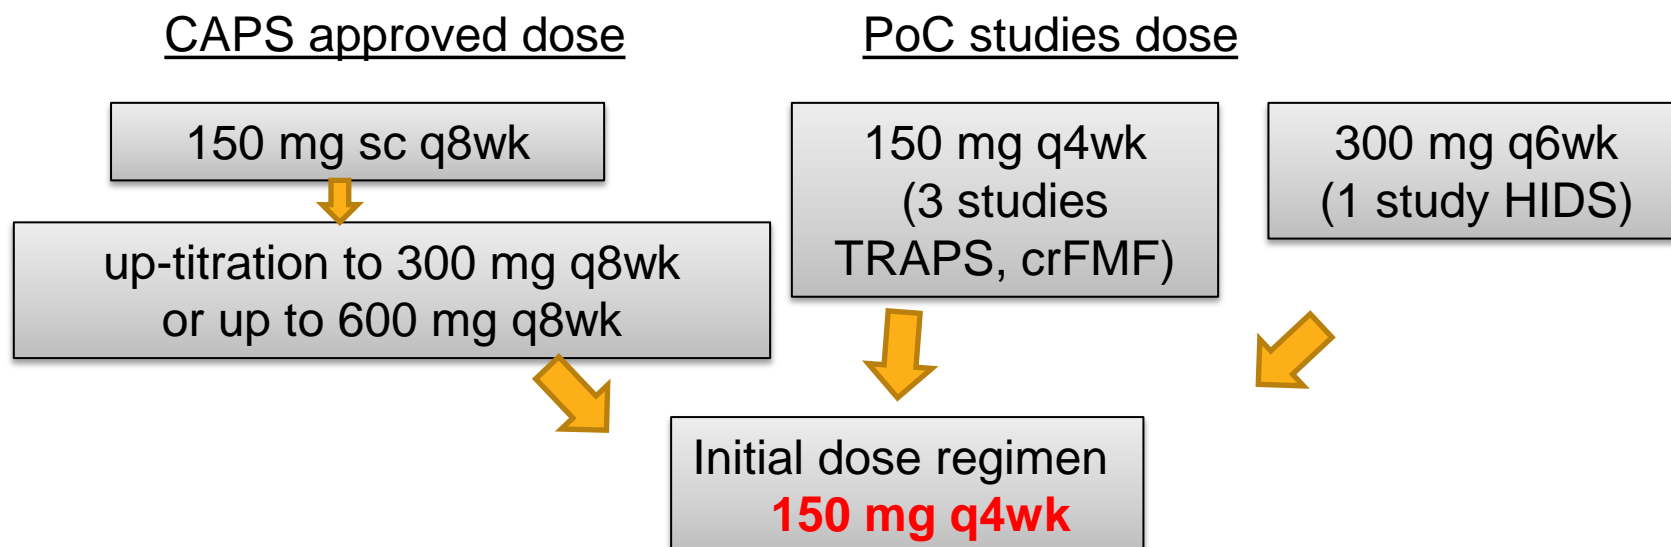 CAPS approved dose
PoC studies dose
150 mg sc q8wk
up-titration to 300 mg q8wk
or up to 600 mg q8wk
150 mg q4wk
(3 studies
TRAPS, crFMF)
300 mg q6wk
(1 study HIDS)
Initial dose regimen
150 mg q4wk